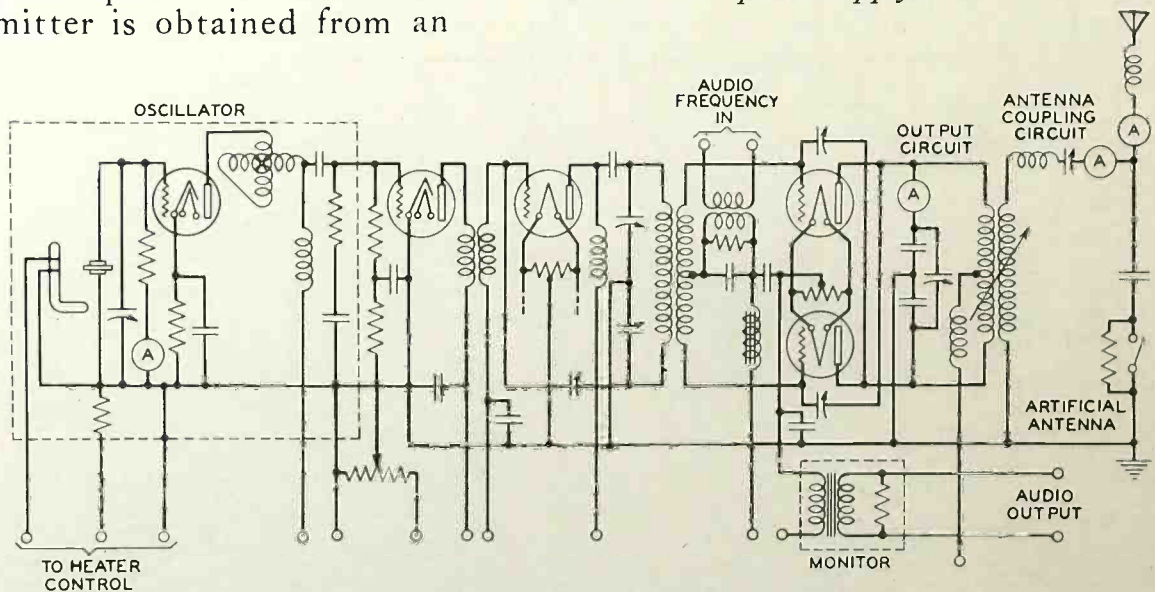 mitter is obtained from an
OSCILLATOR
AUDIO
FREQUENCY
IN
OUTPUT
CIRCUIT
ANTENNA
COUPLING
CIRCUIT
A
A
A
A
ARTIFICIAL
ANTENNA
AUDIO
OUTPUT
MONITOR
TO HEATER
CONTROL